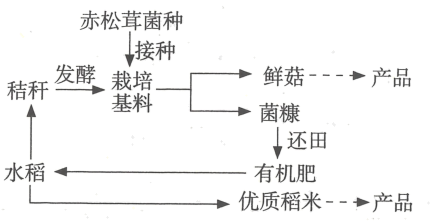 赤松茸菌种
接种
秸秆
发酵
栽培
基料
鲜菇
产品
菌糠
还田
水稻
有机肥
优质稻米
产品